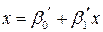 x = β₀′ + β₁′x